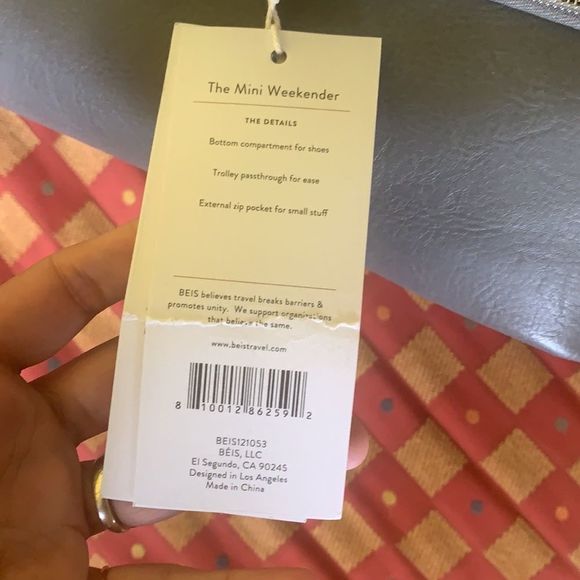 The Mini Weekender
THE DETAILS
Bottom compartment for shoes
Trolley passthrough for ease
External zip pocket for small stuff
BEIS believes travel breaks barriers &
promotes unity. We support organizations
that believe the same.
www.beistravel.com
8 10012 86259 2
BEIS121053
BÉIS, LLC
El Segundo, CA 90245
Designed in Los Angeles
Made in China